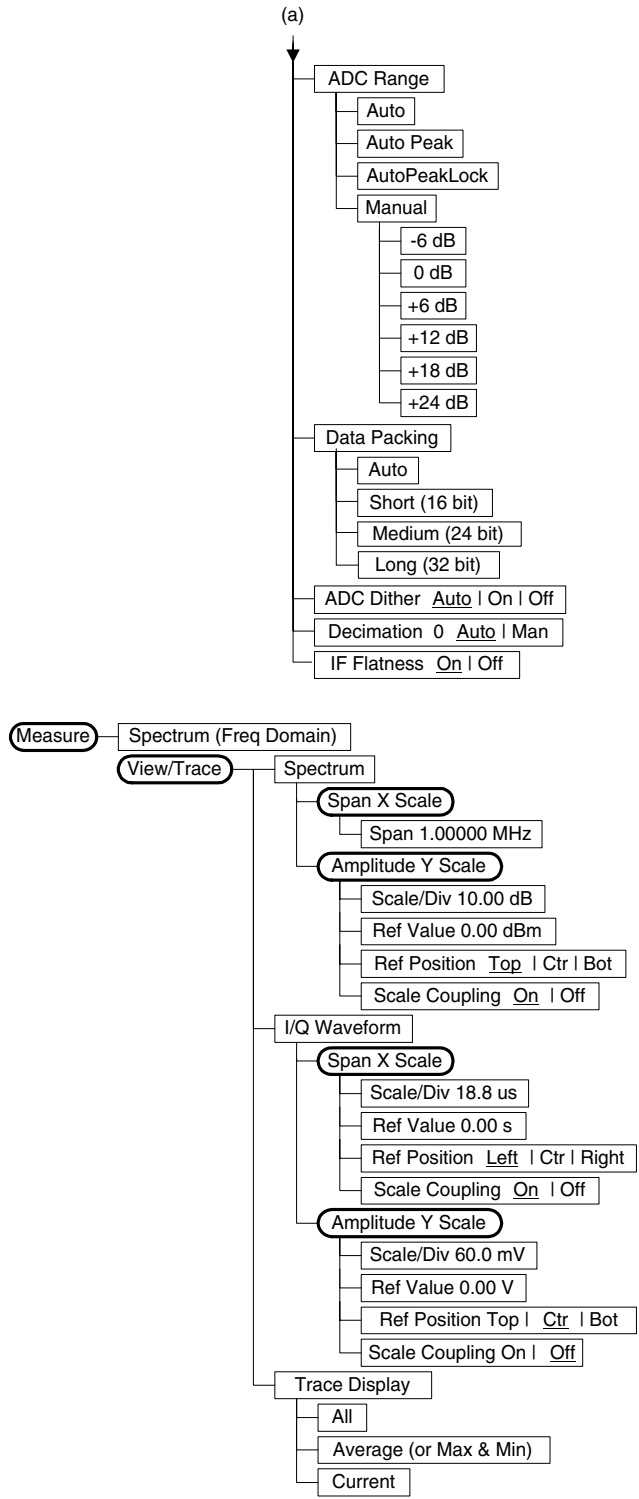 (a)
ADC Range
Auto
Auto Peak
AutoPeakLock
Manual
-6 dB
0 dB
+6 dB
+12 dB
+18 dB
+24 dB
Data Packing
Auto
Short (16 bit)
Medium (24 bit)
Long (32 bit)
ADC Dither Auto | On | Off
Decimation 0 Auto | Man
IF Flatness On | Off
Measure Spectrum (Freq Domain)
View/Trace Spectrum
Span X Scale
Span 1.00000 MHz
Amplitude Y Scale
Scale/Div 10.00 dB
Ref Value 0.00 dBm
Ref Position Top | Ctr | Bot
Scale Coupling On | Off
I/Q Waveform
Span X Scale
Scale/Div 18.8 us
Ref Value 0.00 s
Ref Position Left | Ctr | Right
Scale Coupling On | Off
Amplitude Y Scale
Scale/Div 60.0 mV
Ref Value 0.00 V
Ref Position Top | Ctr | Bot
Scale Coupling On | Off
Trace Display
All
Average (or Max & Min)
Current